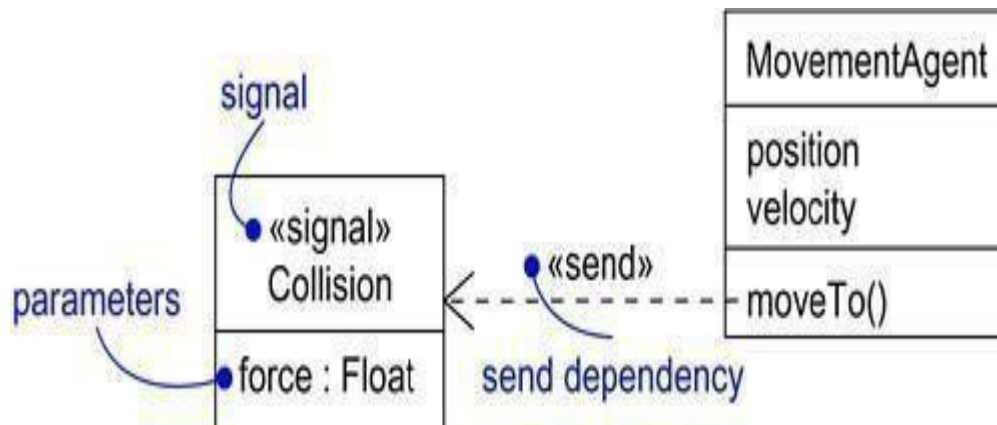 MovementAgent
signal
position
velocity
«signal»
Collision
«send»
parameters
moveTo()
force : Float
send dependency